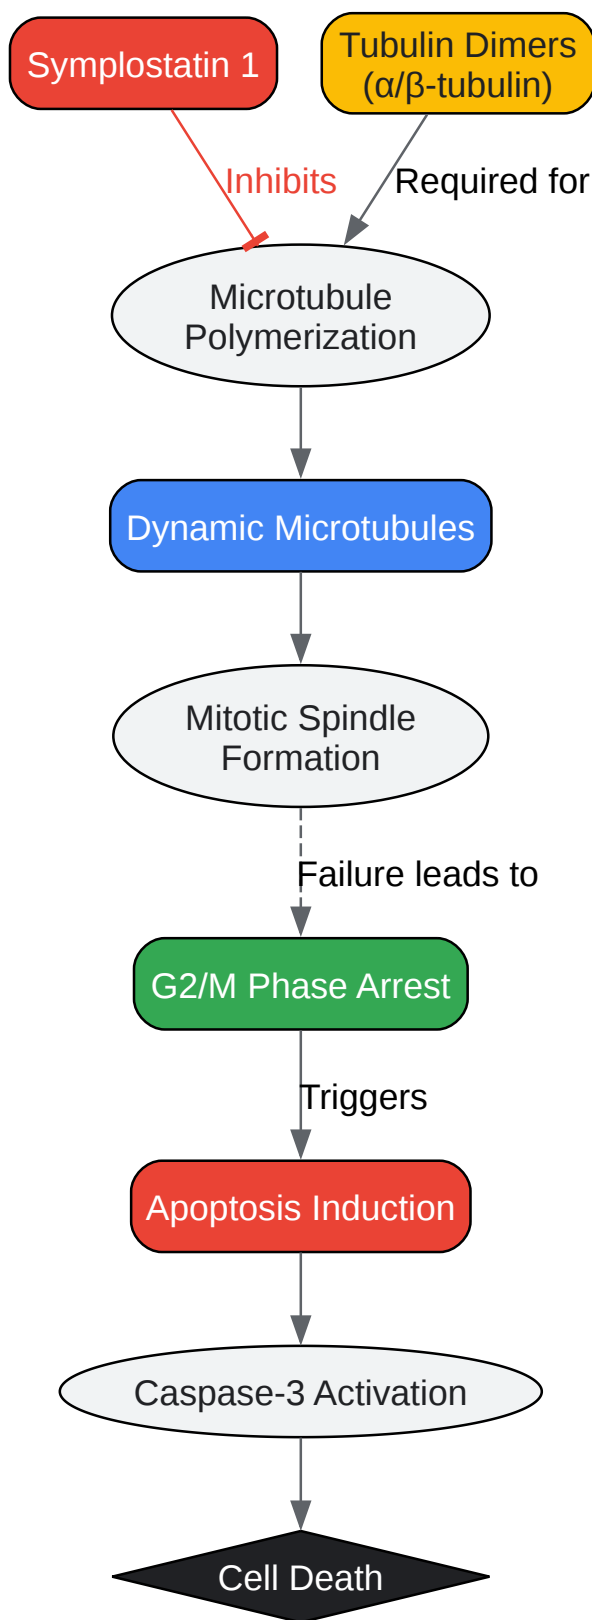 Symplostatin 1
Tubulin Dimers
(α/β-tubulin)
Inhibits
Required for
Microtubule
Polymerization
Dynamic Microtubules
Mitotic Spindle
Formation
Failure leads to
G2/M Phase Arrest
Triggers
Apoptosis Induction
Caspase-3 Activation
Cell Death